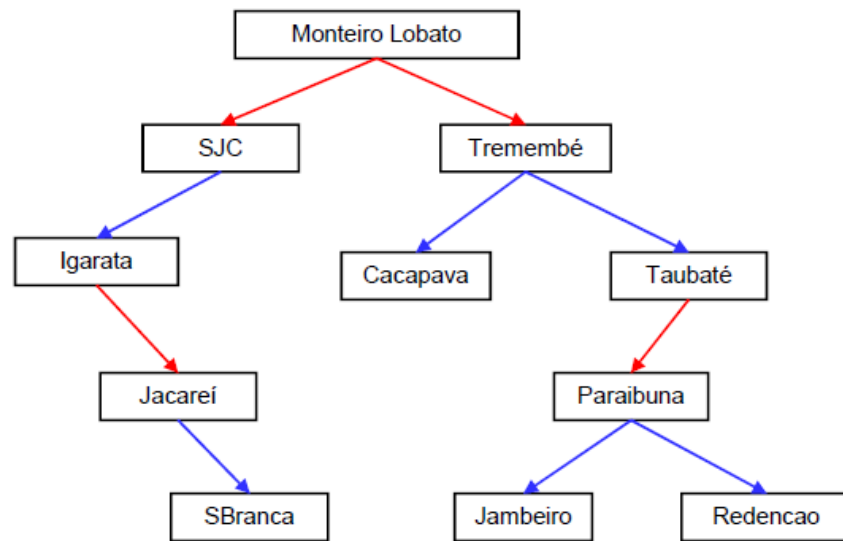 Monteiro Lobato
SJC
Tremembé
Igarata
Cacapava
Taubaté
Jacareí
Paraibuna
SBranca
Jambeiro
Redencao